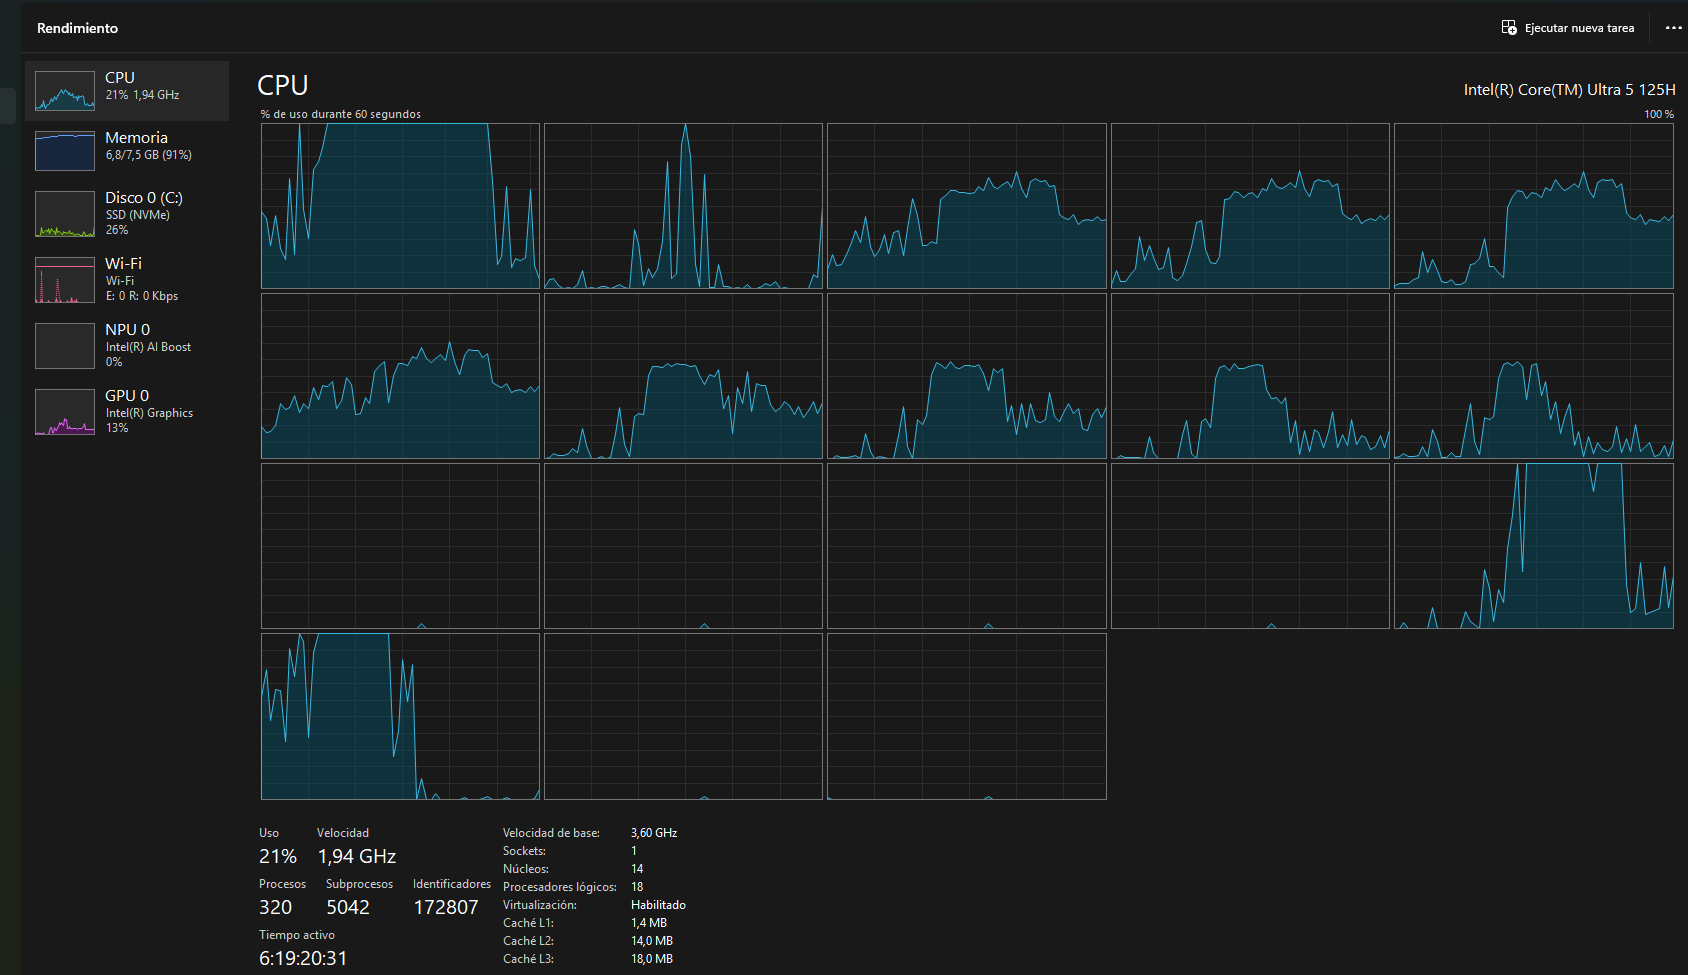 Rendimiento
Ejecutar nueva tarea
CPU
21% 1,94 GHz
Memoria
6,8/7,5 GB (91%)
Disco 0 (C:)
SSD (NVMe)
26%
Wi-Fi
Wi-Fi
E: 0 R: 0 Kbps
NPU 0
Intel(R) AI Boost
0%
GPU 0
Intel(R) Graphics
13%
CPU
Intel(R) Core(TM) Ultra 5 125H
% de uso durante 60 segundos
100 %
Uso
Velocidad
21%
1,94 GHz
Procesos
Subprocesos
Identificadores
320
5042
172807
Tiempo activo
6:19:20:31
Velocidad de base: 3,60 GHz
Sockets: 1
Núcleos: 14
Procesadores lógicos: 18
Virtualización: Habilitado
Caché L1: 1,4 MB
Caché L2: 14,0 MB
Caché L3: 18,0 MB